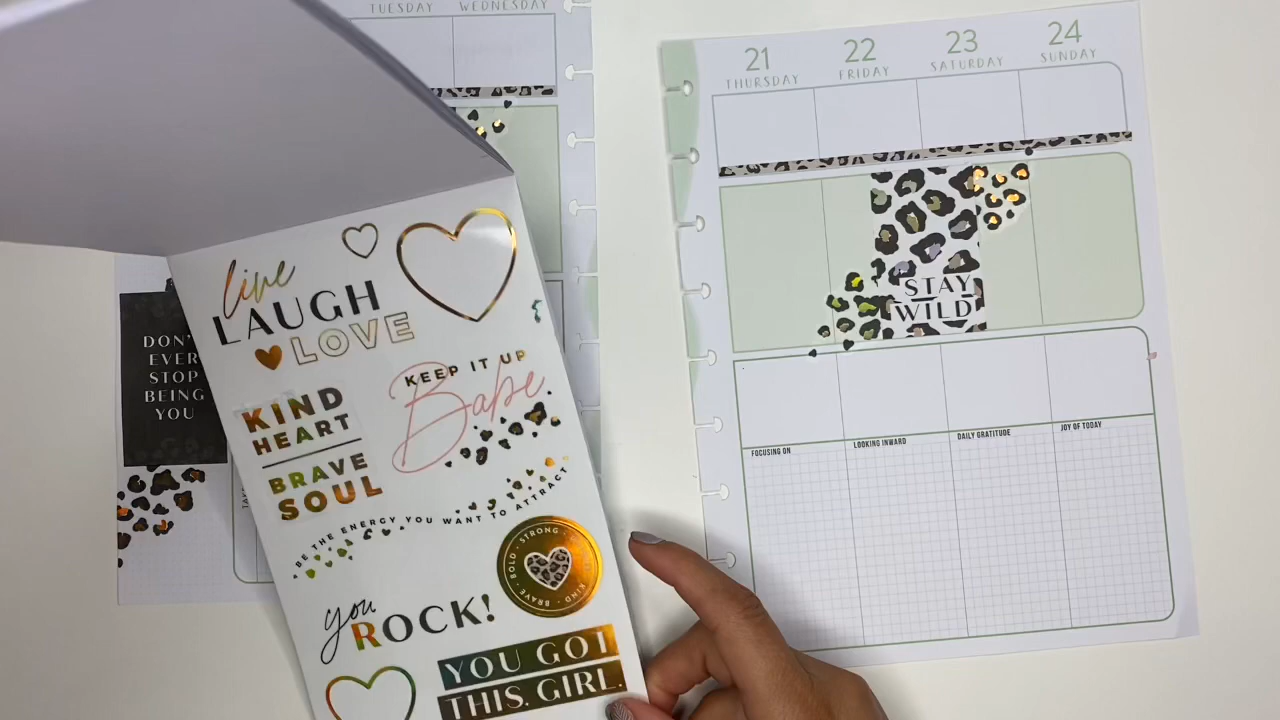 TUESDAY WEDNESDAY
21 22 23 24
THURSDAY FRIDAY SATURDAY SUNDAY
STAY
WILD
FOCUSING ON LOOKING INWARD DAILY GRATITUDE JOY OF TODAY
DON'T
EVER
STOP
BEING
YOU
live
LAUGH
LOVE
KEEP IT UP
Babe.
KIND
HEART
BRAVE
SOUL
BE THE ENERGY YOU WANT TO ATTRACT
BOLD · STRONG
KIND · BRAVE
you
ROCK!
YOU GOT
THIS, GIRL.